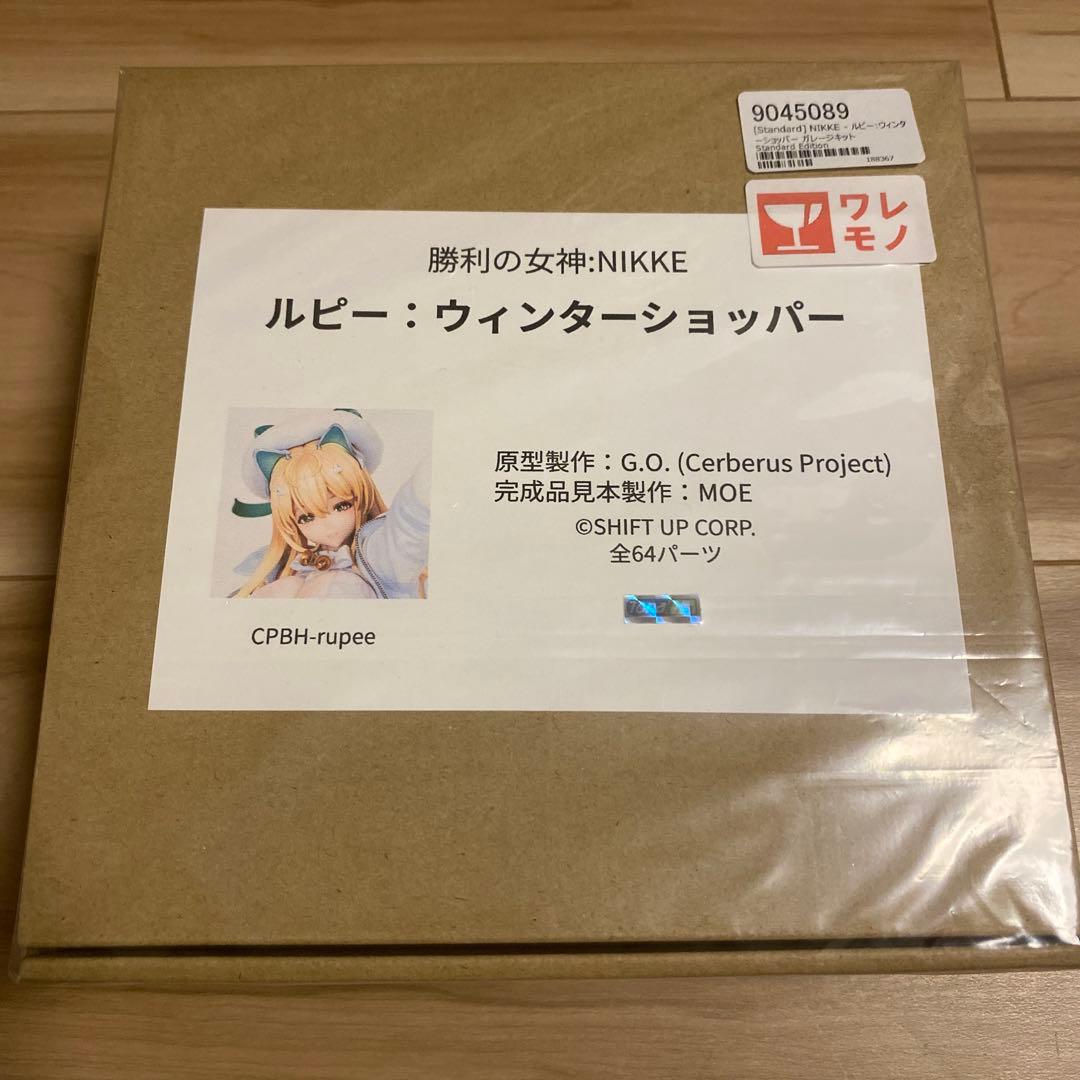 9045089
[Standard] NIKKE - ルピー:ウィンタ
ーショッパー ガレージキット
Standard Edition
188367
ワレ
モノ
勝利の女神:NIKKE
ルピー：ウィンターショッパー
原型製作：G.O. (Cerberus Project)
完成品見本製作：MOE
©SHIFT UP CORP.
全64パーツ
CPBH-rupee